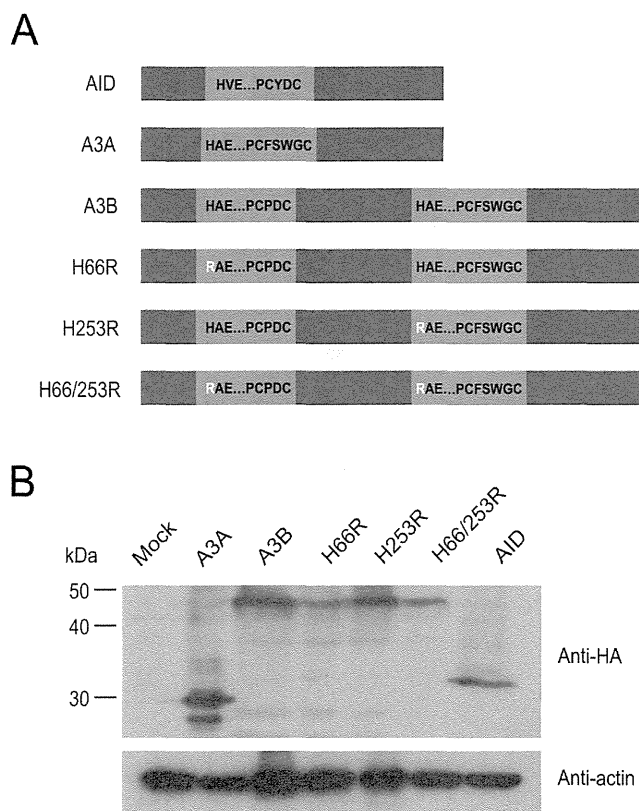 A
AID HVE...PCYDC
A3A HAE...PCFSWGC
A3B HAE...PCPDC HAE...PCFSWGC
H66R RAE...PCPDC HAE...PCFSWGC
H253R HAE...PCPDC RAE...PCFSWGC
H66/253R RAE...PCPDC RAE...PCFSWGC
B
kDa Mock A3A A3B H66R H253R H66/253R AID
50
40
Anti-HA
30
Anti-actin